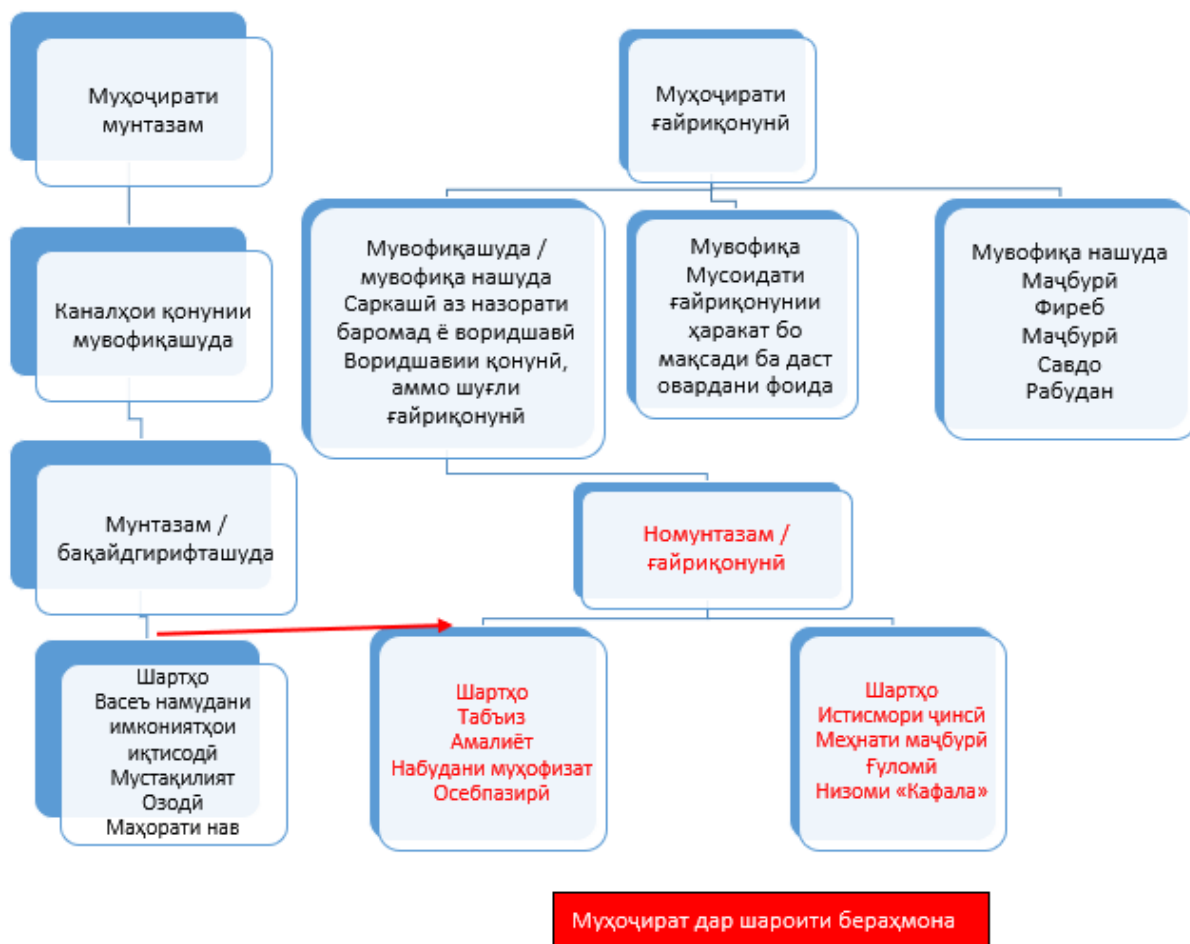 Муҳоҷирати
мунтазам
Муҳоҷирати
ғайриқонунӣ
Каналҳои қонунии
мувофиқашуда
Мувофиқашуда /
мувофиқа нашуда
Саркашӣ аз назорати
баромад ё воридшавӣ
Воридшавии қонунӣ,
аммо шуғли
ғайриқонунӣ
Мувофиқа
Мусоидати
ғайриқонунии
ҳаракат бо
мақсади ба даст
овардани фоида
Мувофиқа нашуда
Маҷбурӣ
Фиреб
Маҷбурӣ
Савдо
Рабудан
Мунтазам /
бақайдгирифташуда
Номунтазам /
ғайриқонунӣ
Шартҳо
Васеъ намудани
имкониятҳои
иқтисодӣ
Мустақилият
Озодӣ
Маҳорати нав
Шартҳо
Табъиз
Амалиёт
Набудани муҳофизат
Осебпазирӣ
Шартҳо
Истисмори ҷинсӣ
Меҳнати маҷбурӣ
Ғуломӣ
Низоми «Кафала»
Муҳоҷират дар шароити бераҳмона